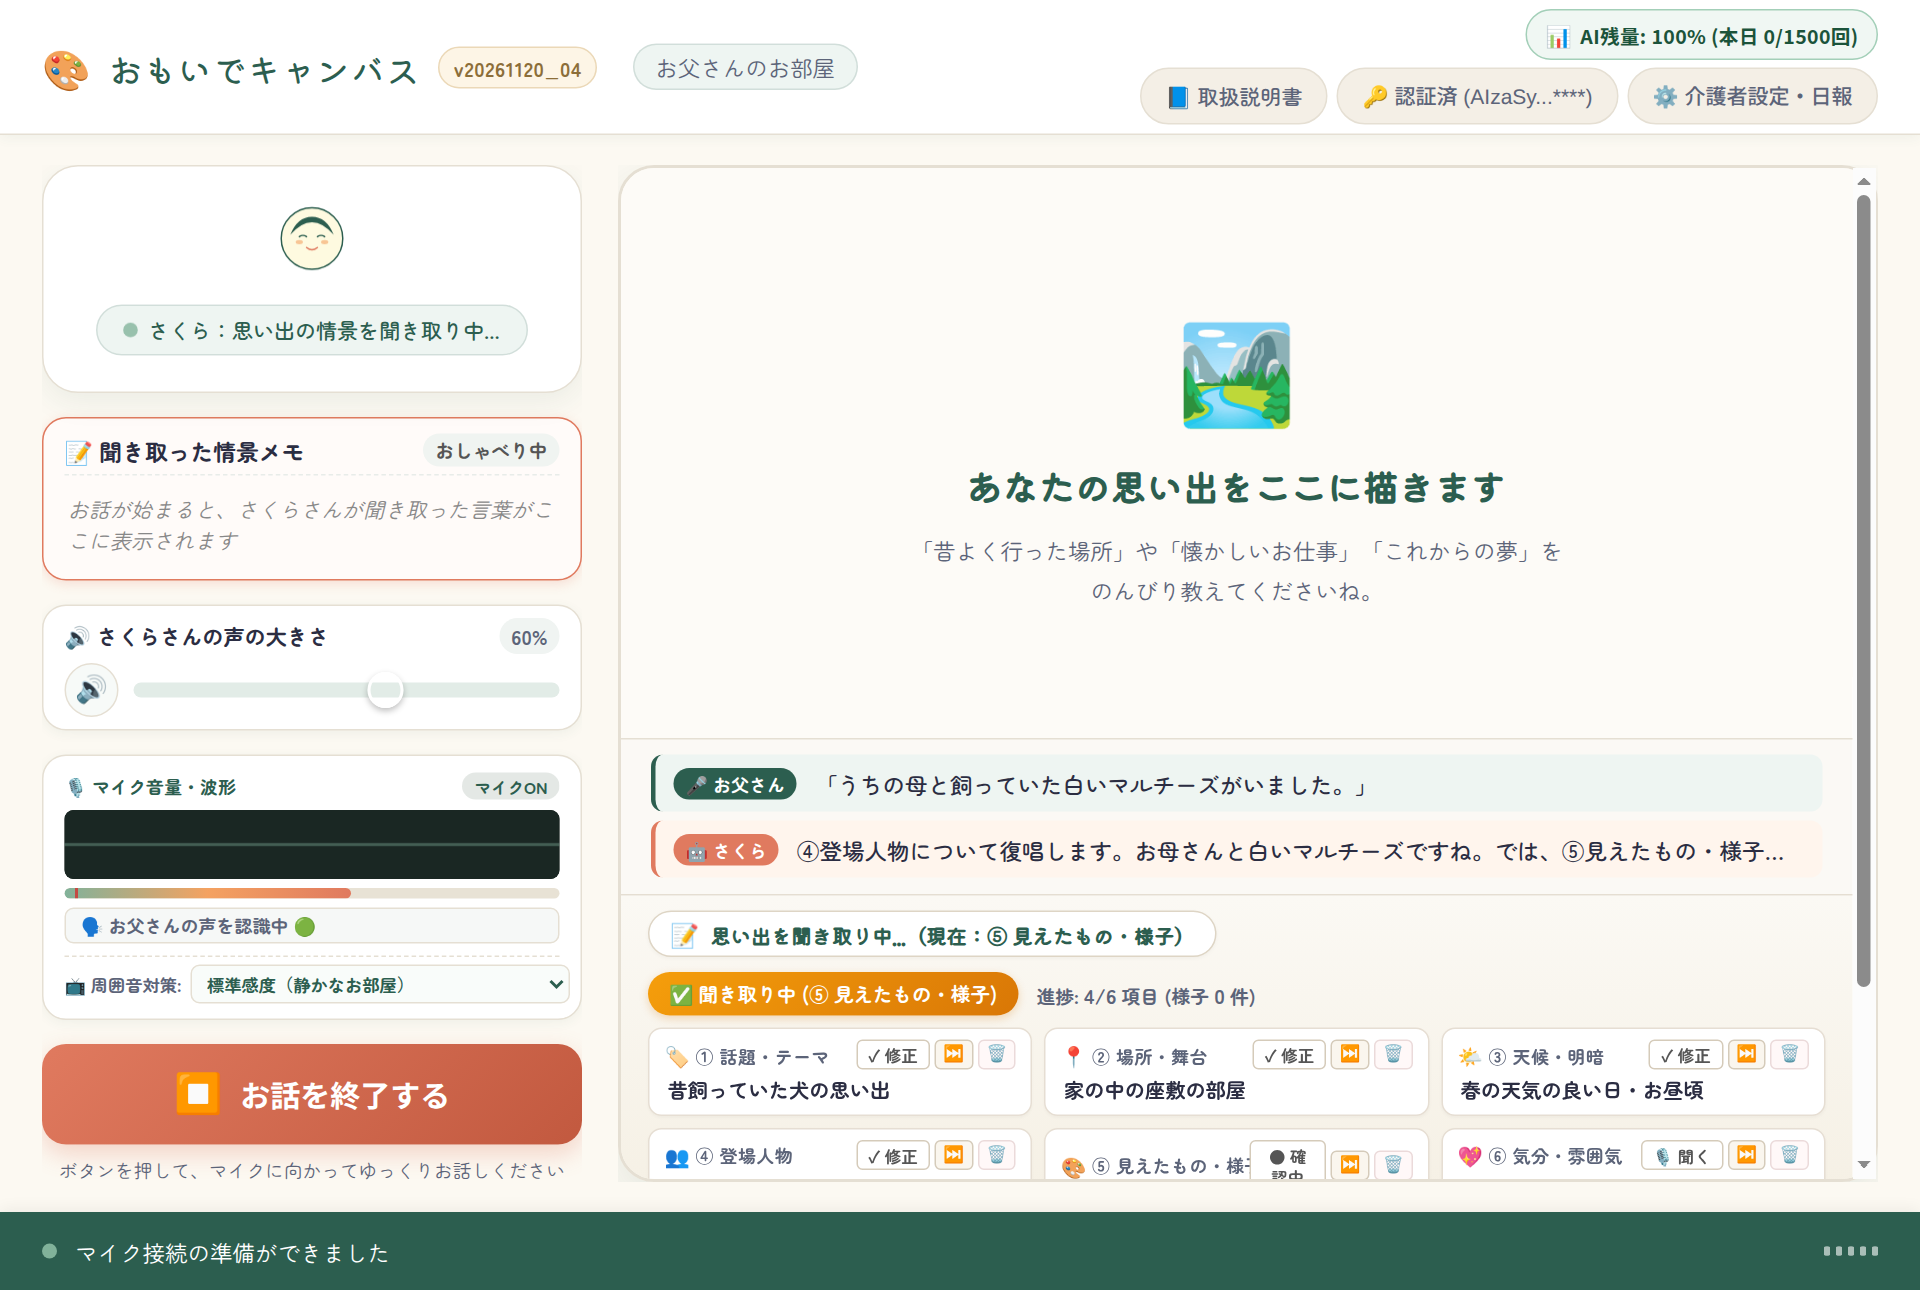 おもいでキャンバス
v20261120_04
お父さんのお部屋
AI残量: 100% (本日 0/1500回)
取扱説明書
認証済 (AIzaSy...****)
介護者設定・日報
さくら：思い出の情景を聞き取り中...
聞き取った情景メモ
おしゃべり中
お話が始まると、さくらさんが聞き取った言葉がこ
こに表示されます
さくらさんの声の大きさ
60%
マイク音量・波形
マイクON
お父さんの声を認識中
周囲音対策:
標準感度（静かなお部屋）
お話を終了する
ボタンを押して、マイクに向かってゆっくりお話しください
あなたの思い出をここに描きます
「昔よく行った場所」や「懐かしいお仕事」「これからの夢」を
のんびり教えてくださいね。
お父さん
「うちの母と飼っていた白いマルチーズがいました。」
さくら
④登場人物について復唱します。お母さんと白いマルチーズですね。では、⑤見えたもの・様子...
思い出を聞き取り中...（現在：⑤ 見えたもの・様子）
聞き取り中 (⑤ 見えたもの・様子)
進捗: 4/6 項目 (様子 0 件)
① 話題・テーマ
✓ 修正
昔飼っていた犬の思い出
② 場所・舞台
✓ 修正
家の中の座敷の部屋
③ 天候・明暗
✓ 修正
春の天気の良い日・お昼頃
④ 登場人物
✓ 修正
⑤ 見えたもの・様子
● 確
認中
⑥ 気分・雰囲気
聞く
マイク接続の準備ができました